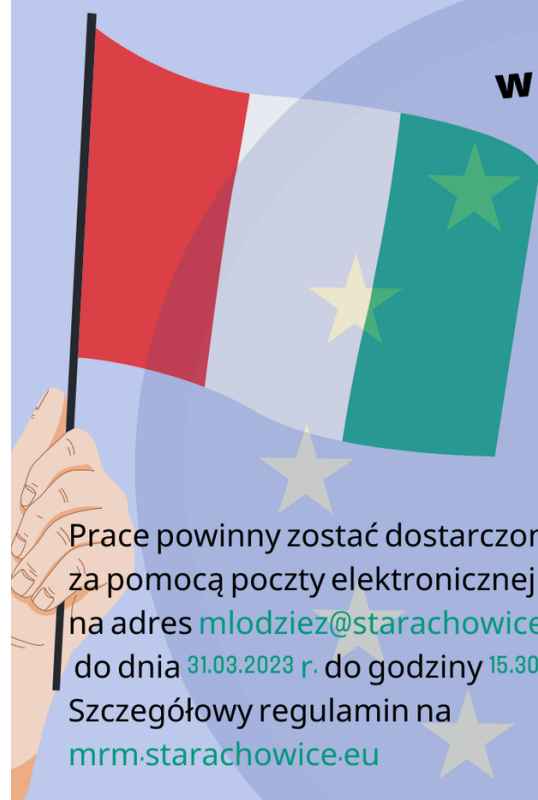 w
Prace powinny zostać dostarczon
za pomocą poczty elektronicznej
na adres mlodziez@starachowice
do dnia 31.03.2023 r. do godziny 15.30
Szczegółowy regulamin na
mrm.starachowice.eu